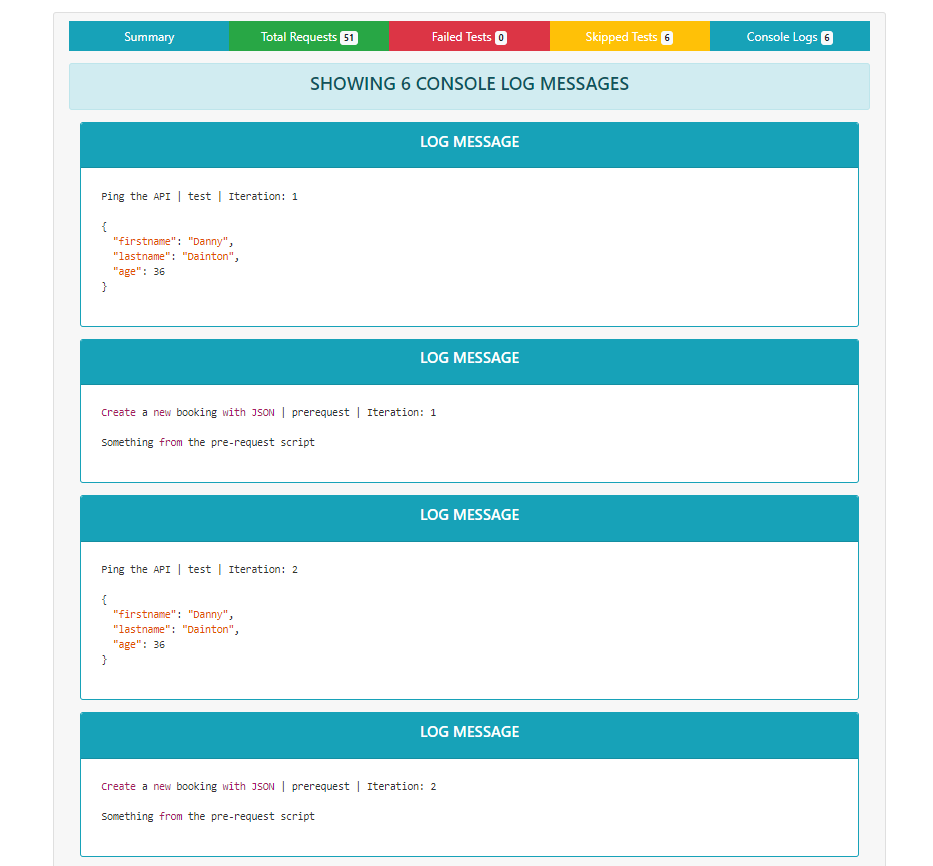 Summary
Total Requests 51
Failed Tests 0
Skipped Tests 6
Console Logs 6
SHOWING 6 CONSOLE LOG MESSAGES
LOG MESSAGE
Ping the API | test | Iteration: 1
{
  "firstname": "Danny",
  "lastname": "Dainton",
  "age": 36
}
LOG MESSAGE
Create a new booking with JSON | prerequest | Iteration: 1
Something from the pre-request script
LOG MESSAGE
Ping the API | test | Iteration: 2
{
  "firstname": "Danny",
  "lastname": "Dainton",
  "age": 36
}
LOG MESSAGE
Create a new booking with JSON | prerequest | Iteration: 2
Something from the pre-request script